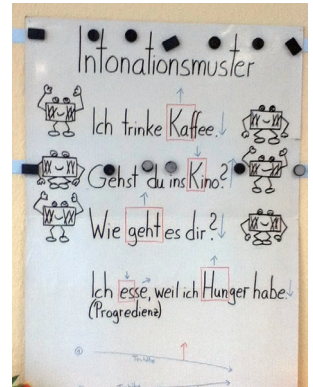 Intonationsmuster
Ich trinke Kaffee.
Gehst du ins Kino?
Wie geht es dir?
Ich esse, weil ich Hunger habe.
(Progredienz)